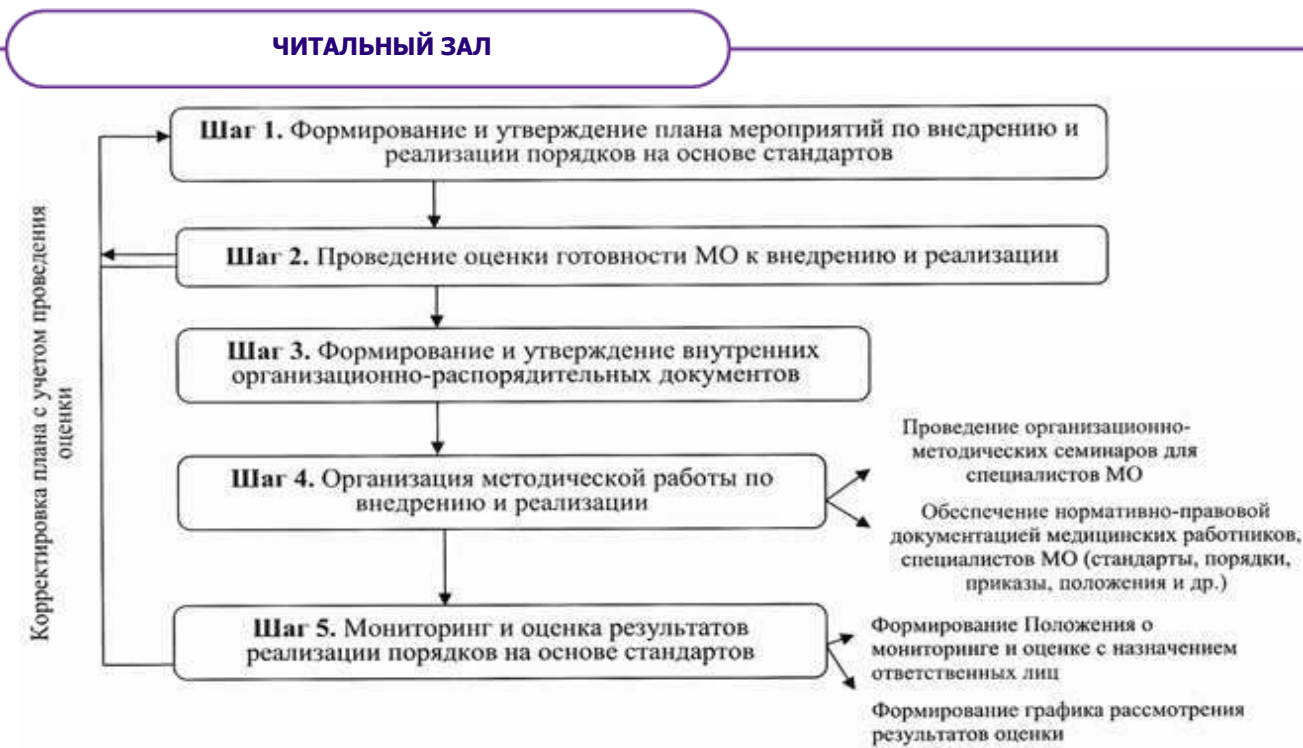 ЧИТАЛЬНЫЙ ЗАЛ
Шаг 1. Формирование и утверждение плана мероприятий по внедрению и
реализации порядков на основе стандартов
Шаг 2. Проведение оценки готовности МО к внедрению и реализации
Шаг 3. Формирование и утверждение внутренних
организационно-распорядительных документов
Шаг 4. Организация методической работы по
внедрению и реализации
Проведение организационно-
методических семинаров для
специалистов МО
Обеспечение нормативно-правовой
документацией медицинских работников,
специалистов МО (стандарты, порядки,
приказы, положения и др.)
Шаг 5. Мониторинг и оценка результатов
реализации порядков на основе стандартов
Формирование Положения о
мониторинге и оценке с назначением
ответственных лиц
Формирование графика рассмотрения
результатов оценки
Корректировка плана с учетом проведения
оценки